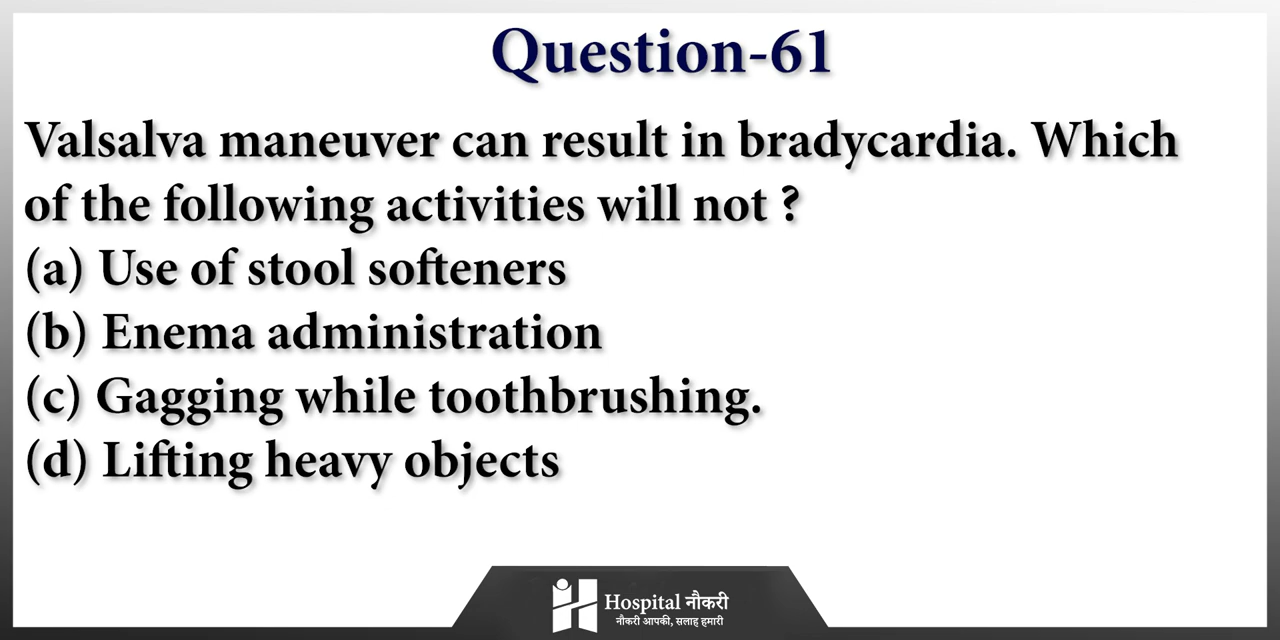 Question-61
Valsalva maneuver can result in bradycardia. Which
of the following activities will not ?
(a) Use of stool softeners
(b) Enema administration
(c) Gagging while toothbrushing.
(d) Lifting heavy objects
Hospital नौकरी
नौकरी आपकी, सलाह हमारी